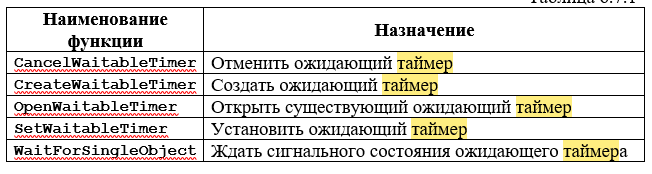 Таблица 6.7.1
Наименование функции Назначение
CancelWaitableTimer Отменить ожидающий таймер
CreateWaitableTimer Создать ожидающий таймер
OpenWaitableTimer Открыть существующий ожидающий таймер
SetWaitableTimer Установить ожидающий таймер
WaitForSingleObject Ждать сигнального состояния ожидающего таймера